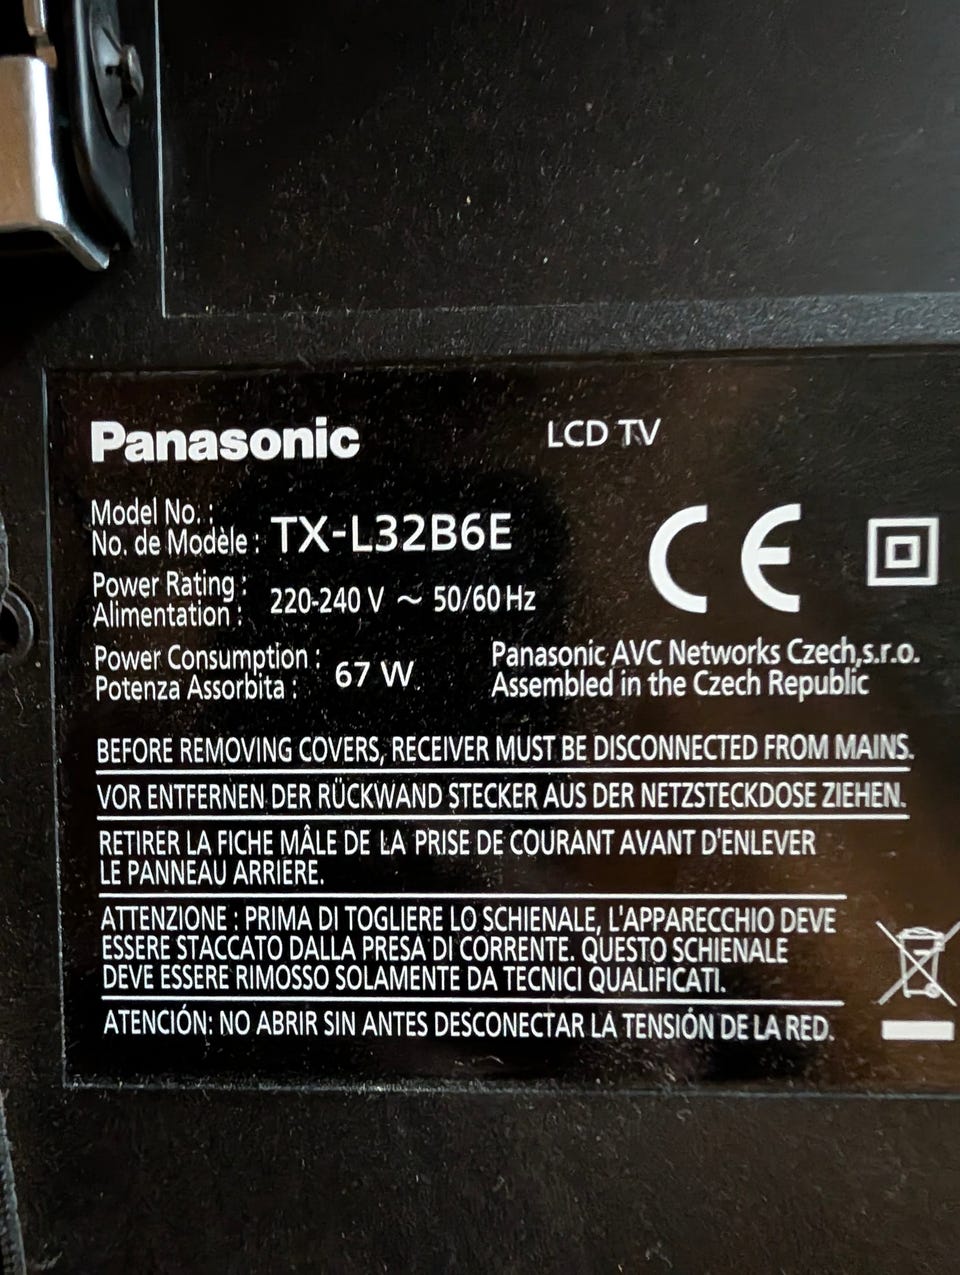 Panasonic LCD TV
Model No. :
No. de Modèle : TX-L32B6E
Power Rating :
Alimentation : 220-240 V ~ 50/60 Hz
Power Consumption :
Potenza Assorbita : 67 W
Panasonic AVC Networks Czech,s.r.o.
Assembled in the Czech Republic
BEFORE REMOVING COVERS, RECEIVER MUST BE DISCONNECTED FROM MAINS.
VOR ENTFERNEN DER RÜCKWAND STECKER AUS DER NETZSTECKDOSE ZIEHEN.
RETIRER LA FICHE MÂLE DE LA PRISE DE COURANT AVANT D'ENLEVER
LE PANNEAU ARRIERE.
ATTENZIONE : PRIMA DI TOGLIERE LO SCHIENALE, L'APPARECCHIO DEVE
ESSERE STACCATO DALLA PRESA DI CORRENTE. QUESTO SCHIENALE
DEVE ESSERE RIMOSSO SOLAMENTE DA TECNICI QUALIFICATI.
ATENCIÓN: NO ABRIR SIN ANTES DESCONECTAR LA TENSIÓN DE LA RED.
CE